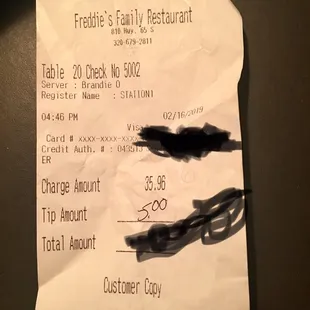 Freddie's Family Restaurant
810 Hwy. 65 S
320-679-2811
Table 20 Check No 5002
Server : Brandie O
Register Name : STATION1
04:46 PM 02/16/2019
Visa
Card # xxxx-xxxx-xxxx
Credit Auth. # : 04351
ER
Charge Amount 35.96
Tip Amount 5.00
Total Amount
Customer Copy